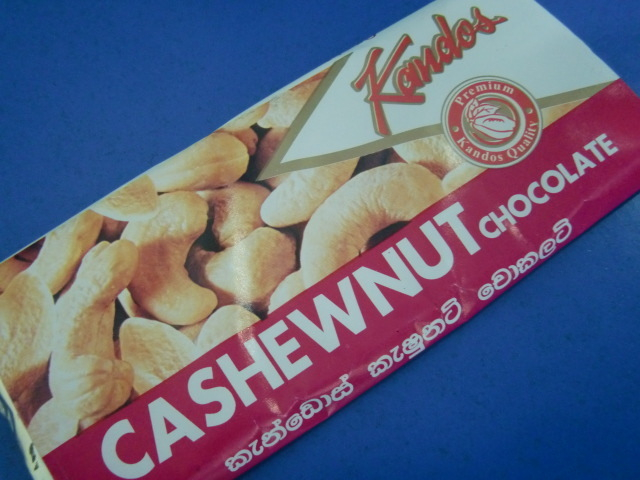 Kandos
Premium
Kandos Quality
CASHEWNUT CHOCOLATE
කැන්ඩොස් කැෂුනට් චොකලට්